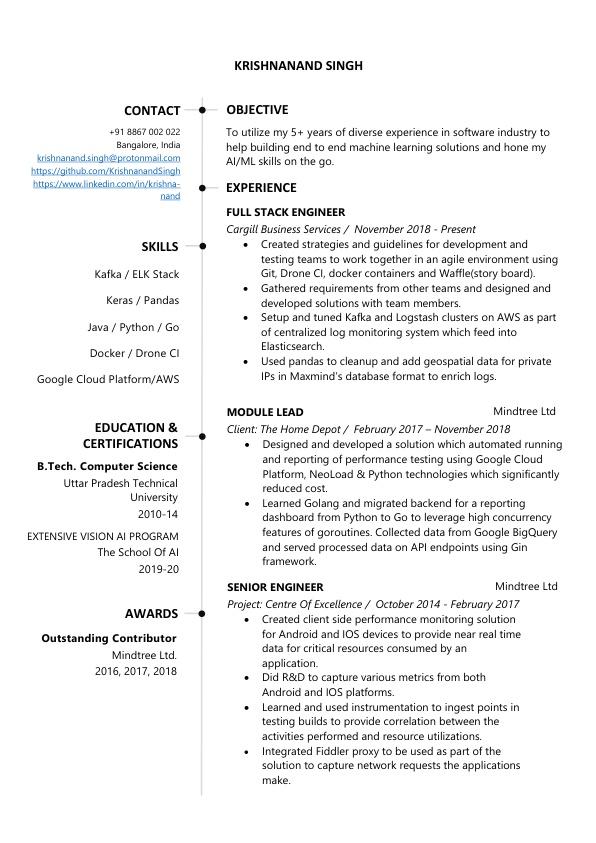 KRISHNANAND SINGH
CONTACT
+91 8867 002 022
Bangalore, India
krishnanand.singh@protonmail.com
https://github.com/KrishnanandSingh
https://www.linkedin.com/in/krishna-
nand
SKILLS
Kafka / ELK Stack
Keras / Pandas
Java / Python / Go
Docker / Drone CI
Google Cloud Platform/AWS
EDUCATION &
CERTIFICATIONS
B.Tech. Computer Science
Uttar Pradesh Technical
University
2010-14
EXTENSIVE VISION AI PROGRAM
The School Of AI
2019-20
AWARDS
Outstanding Contributor
Mindtree Ltd.
2016, 2017, 2018
OBJECTIVE
To utilize my 5+ years of diverse experience in software industry to
help building end to end machine learning solutions and hone my
AI/ML skills on the go.
EXPERIENCE
FULL STACK ENGINEER
Cargill Business Services / November 2018 - Present
• Created strategies and guidelines for development and
testing teams to work together in an agile environment using
Git, Drone CI, docker containers and Waffle(story board).
• Gathered requirements from other teams and designed and
developed solutions with team members.
• Setup and tuned Kafka and Logstash clusters on AWS as part
of centralized log monitoring system which feed into
Elasticsearch.
• Used pandas to cleanup and add geospatial data for private
IPs in Maxmind's database format to enrich logs.
MODULE LEAD Mindtree Ltd
Client: The Home Depot / February 2017 – November 2018
• Designed and developed a solution which automated running
and reporting of performance testing using Google Cloud
Platform, NeoLoad & Python technologies which significantly
reduced cost.
• Learned Golang and migrated backend for a reporting
dashboard from Python to Go to leverage high concurrency
features of goroutines. Collected data from Google BigQuery
and served processed data on API endpoints using Gin
framework.
SENIOR ENGINEER Mindtree Ltd
Project: Centre Of Excellence / October 2014 - February 2017
• Created client side performance monitoring solution
for Android and IOS devices to provide near real time
data for critical resources consumed by an
application.
• Did R&D to capture various metrics from both
Android and IOS platforms.
• Learned and used instrumentation to ingest points in
testing builds to provide correlation between the
activities performed and resource utilizations.
• Integrated Fiddler proxy to be used as part of the
solution to capture network requests the applications
make.